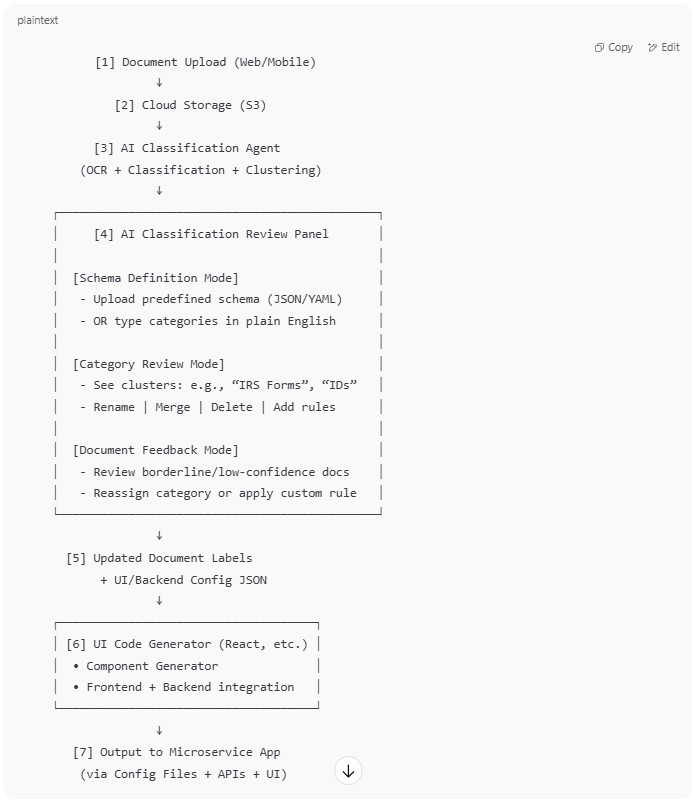 plaintext
Copy Edit
[1] Document Upload (Web/Mobile)
↓
[2] Cloud Storage (S3)
↓
[3] AI Classification Agent
(OCR + Classification + Clustering)
↓
[4] AI Classification Review Panel
[Schema Definition Mode]
- Upload predefined schema (JSON/YAML)
- OR type categories in plain English
[Category Review Mode]
- See clusters: e.g., “IRS Forms”, “IDs”
- Rename | Merge | Delete | Add rules
[Document Feedback Mode]
- Review borderline/low-confidence docs
- Reassign category or apply custom rule
↓
[5] Updated Document Labels
+ UI/Backend Config JSON
↓
[6] UI Code Generator (React, etc.)
• Component Generator
• Frontend + Backend integration
↓
[7] Output to Microservice App
(via Config Files + APIs + UI)